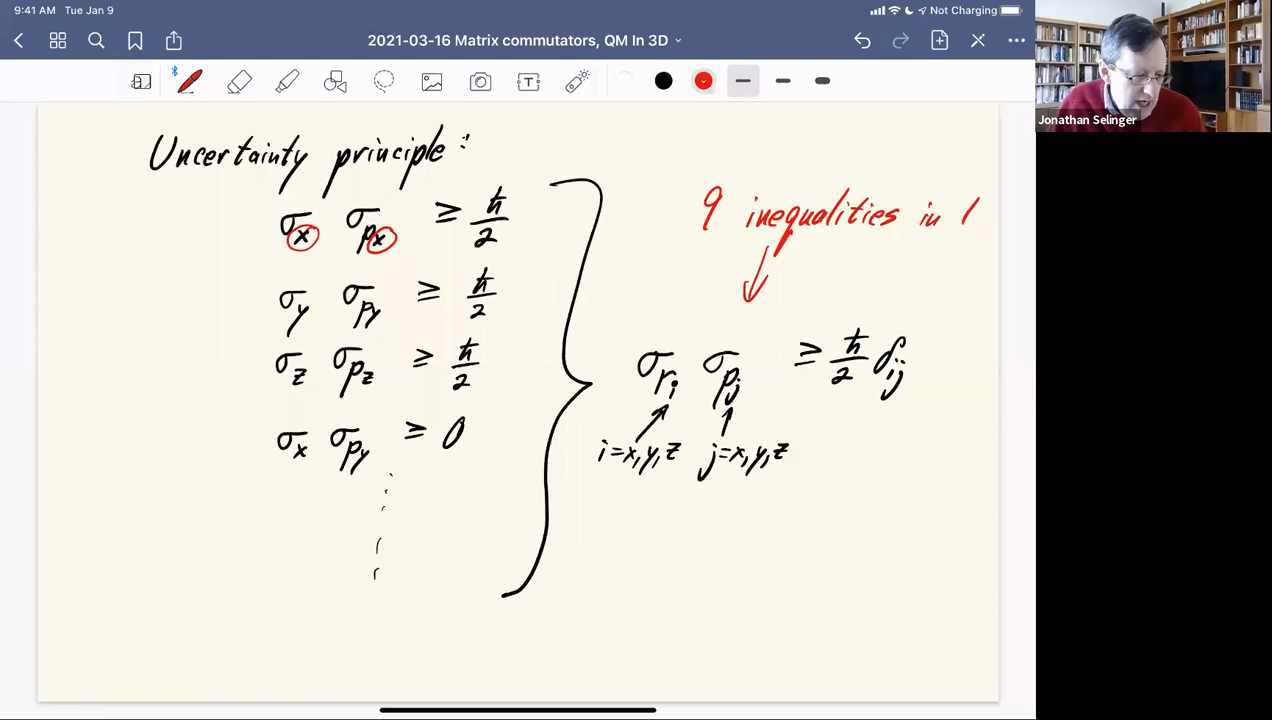 9:41 AM Tue Jan 9
Not Charging
2021-03-16 Matrix commutators, QM In 3D
Jonathan Selinger
Uncertainty principle:
σx σpx ≥ ħ/2
9 inequalities in 1
σy σpy ≥ ħ/2
σz σpz ≥ ħ/2
σri σpj ≥ ħ/2 δij
σx σpy ≥ 0
i=x,y,z j=x,y,z